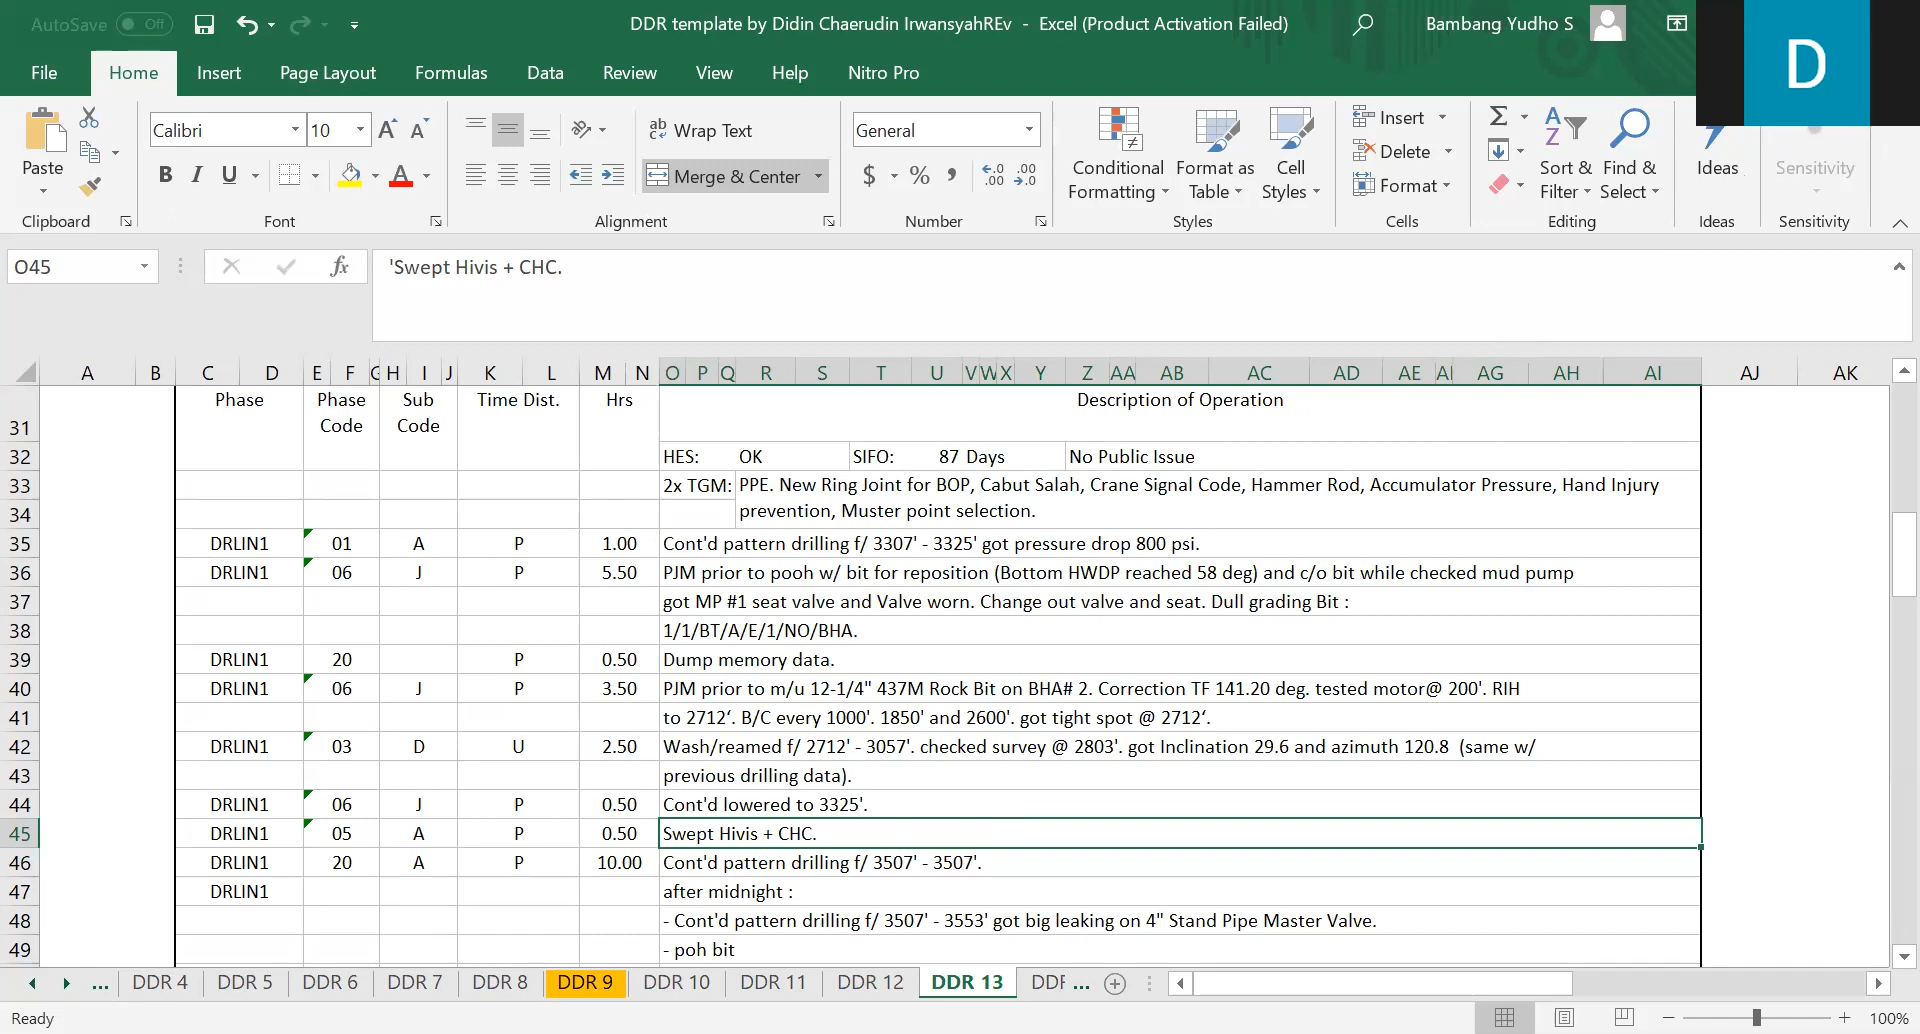 AutoSave Off
DDR template by Didin Chaerudin IrwansyahREv - Excel (Product Activation Failed)
Bambang Yudho S
D
File Home Insert Page Layout Formulas Data Review View Help Nitro Pro
Paste
Clipboard
Calibri 10
A A
B I U A
Font
ab
c Wrap Text
Merge & Center
Alignment
General
$ % 9
.00 .00
Number
Conditional Formatting
Format as Table
Cell Styles
Styles
Insert
Delete
Format
Cells
Sort & Filter
Find & Select
Editing
Ideas
Ideas
Sensitivity
Sensitivity
O45 fx 'Swept Hivis + CHC.
A B C D E F G H I J K L M N O P Q R S T U V W X Y Z AA AB AC AD AE AI AG AH AI AJ AK
31 Phase Phase Code Sub Code Time Dist. Hrs Description of Operation
32 HES: OK SIFO: 87 Days No Public Issue
33 2x TGM: PPE. New Ring Joint for BOP, Cabut Salah, Crane Signal Code, Hammer Rod, Accumulator Pressure, Hand Injury
34 prevention, Muster point selection.
35 DRLIN1 01 A P 1.00 Cont'd pattern drilling f/ 3307' - 3325' got pressure drop 800 psi.
36 DRLIN1 06 J P 5.50 PJM prior to pooh w/ bit for reposition (Bottom HWDP reached 58 deg) and c/o bit while checked mud pump
37 got MP #1 seat valve and Valve worn. Change out valve and seat. Dull grading Bit :
38 1/1/BT/A/E/1/NO/BHA.
39 DRLIN1 20 P 0.50 Dump memory data.
40 DRLIN1 06 J P 3.50 PJM prior to m/u 12-1/4" 437M Rock Bit on BHA# 2. Correction TF 141.20 deg. tested motor@ 200'. RIH
41 to 2712‘. B/C every 1000'. 1850' and 2600'. got tight spot @ 2712‘.
42 DRLIN1 03 D U 2.50 Wash/reamed f/ 2712' - 3057'. checked survey @ 2803'. got Inclination 29.6 and azimuth 120.8 (same w/
43 previous drilling data).
44 DRLIN1 06 J P 0.50 Cont'd lowered to 3325'.
45 DRLIN1 05 A P 0.50 Swept Hivis + CHC.
46 DRLIN1 20 A P 10.00 Cont'd pattern drilling f/ 3507' - 3507'.
47 DRLIN1 after midnight :
48 - Cont'd pattern drilling f/ 3507' - 3553' got big leaking on 4" Stand Pipe Master Valve.
49 - poh bit
... DDR 4 DDR 5 DDR 6 DDR 7 DDR 8 DDR 9 DDR 10 DDR 11 DDR 12 DDR 13 DDF ...
Ready 100%